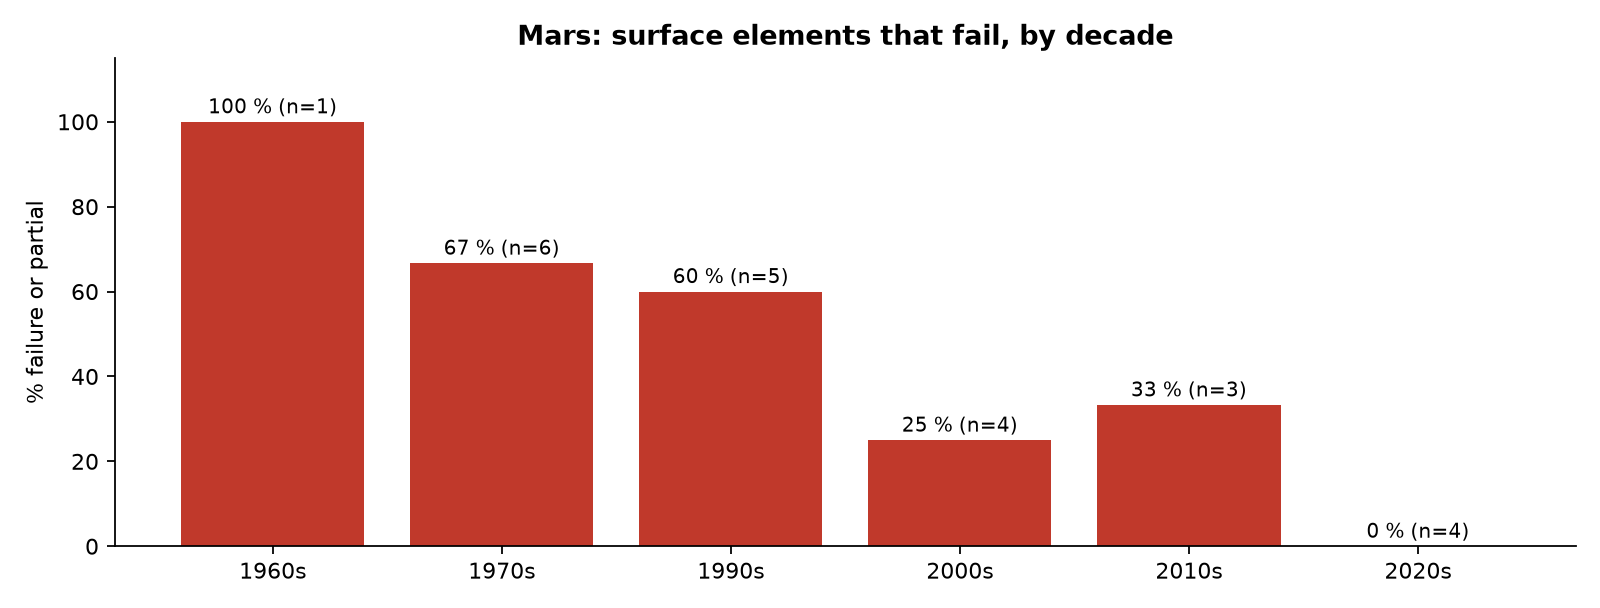 Mars: surface elements that fail, by decade
% failure or partial
100
80
60
40
20
0
100 % (n=1)
67 % (n=6)
60 % (n=5)
25 % (n=4)
33 % (n=3)
0 % (n=4)
1960s
1970s
1990s
2000s
2010s
2020s